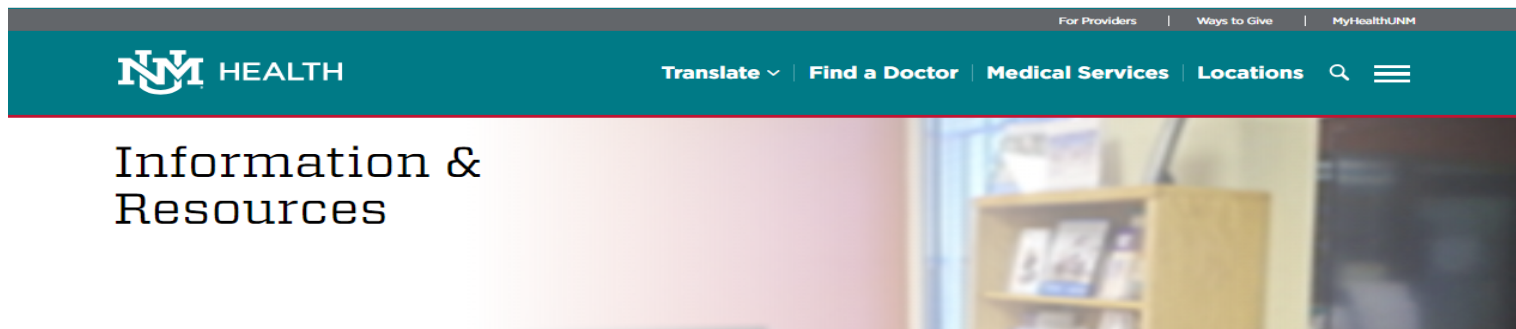 For Providers | Ways to Give | MyHealthUNM
UNM HEALTH
Translate | Find a Doctor | Medical Services | Locations
Information &
Resources